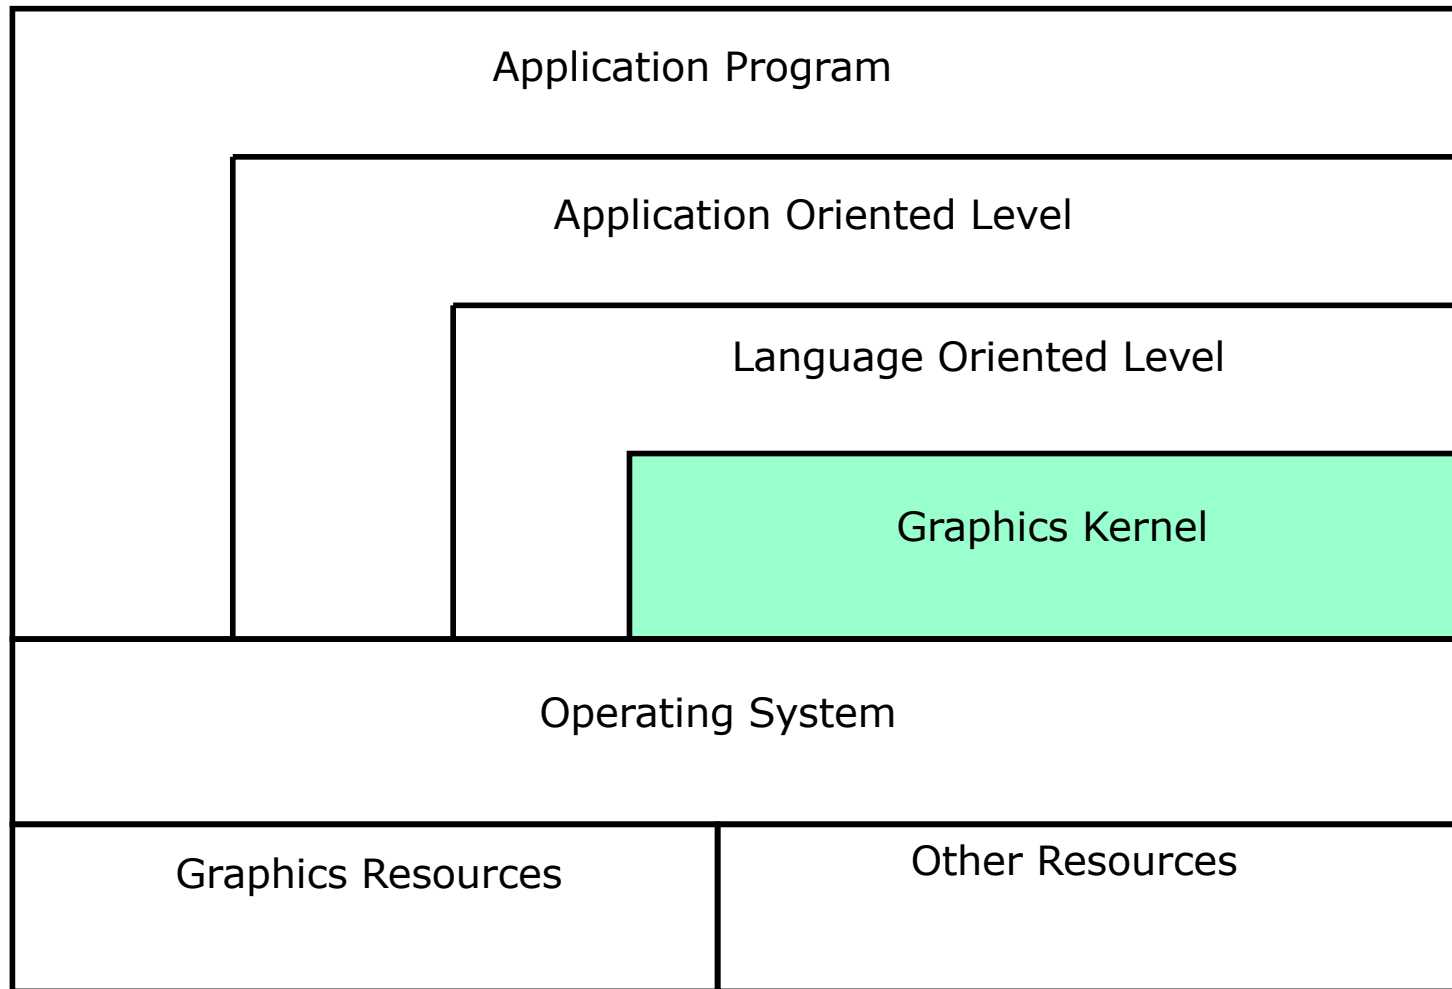 Application Program
Application Oriented Level
Language Oriented Level
Graphics Kernel
Operating System
Graphics Resources
Other Resources